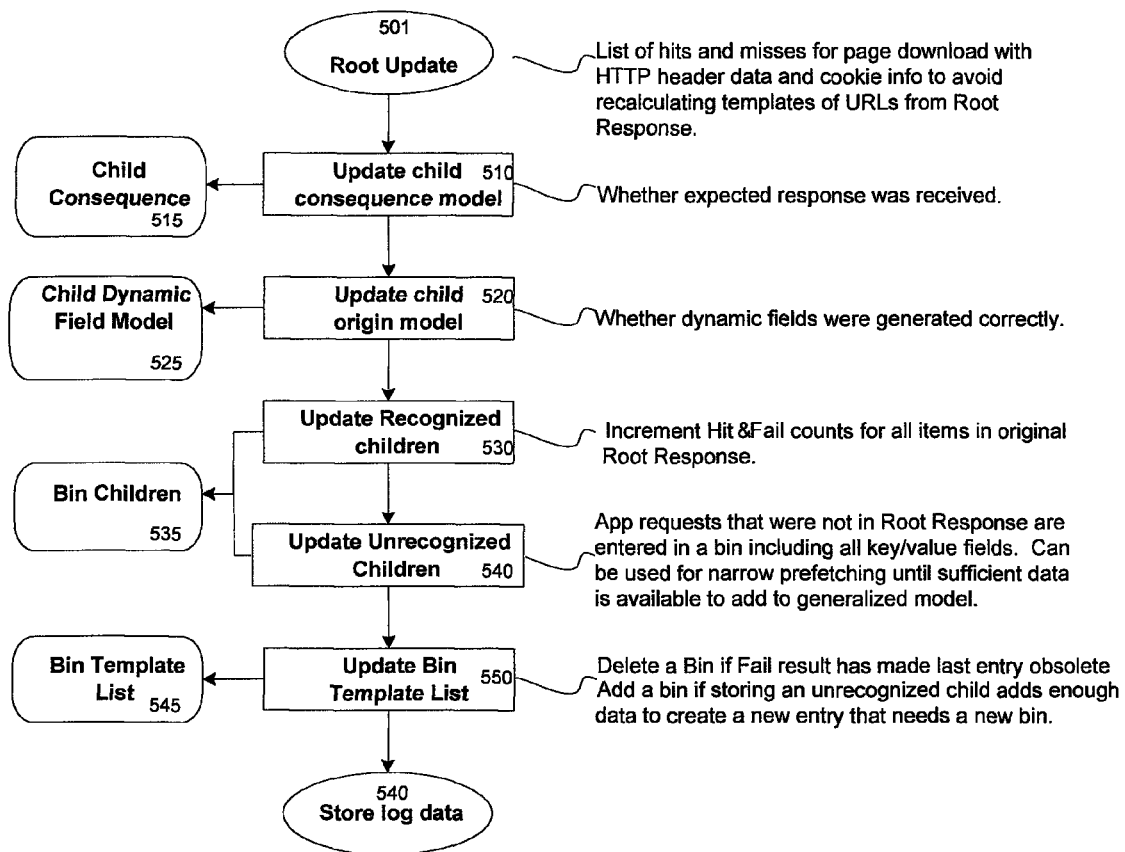 501
Root Update
List of hits and misses for page download with
HTTP header data and cookie info to avoid
recalculating templates of URLs from Root
Response.
Child
Consequence
515
Update child 510
consequence model
Whether expected response was received.
Child Dynamic
Field Model
525
Update child 520
origin model
Whether dynamic fields were generated correctly.
Update Recognized
children 530
Increment Hit &Fail counts for all items in original
Root Response.
Bin Children
535
Update Unrecognized
Children 540
App requests that were not in Root Response are
entered in a bin including all key/value fields. Can
be used for narrow prefetching until sufficient data
is available to add to generalized model.
Bin Template
List 545
Update Bin 550
Template List
Delete a Bin if Fail result has made last entry obsolete
Add a bin if storing an unrecognized child adds enough
data to create a new entry that needs a new bin.
540
Store log data